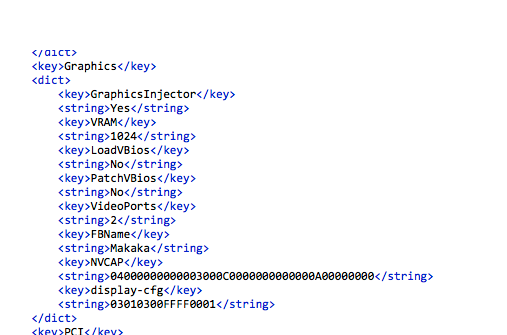 </dict>
<key>Graphics</key>
<dict>
<key>GraphicsInjector</key>
<string>Yes</string>
<key>VRAM</key>
<string>1024</string>
<key>LoadVBios</key>
<string>No</string>
<key>PatchVBios</key>
<string>No</string>
<key>VideoPorts</key>
<string>2</string>
<key>FBName</key>
<string>Makaka</string>
<key>NVCAP</key>
<string>04000000000003000C0000000000000A00000000</string>
<key>display-cfg</key>
<string>03010300FFFF0001</string>
</dict>
<key>PCI</key>